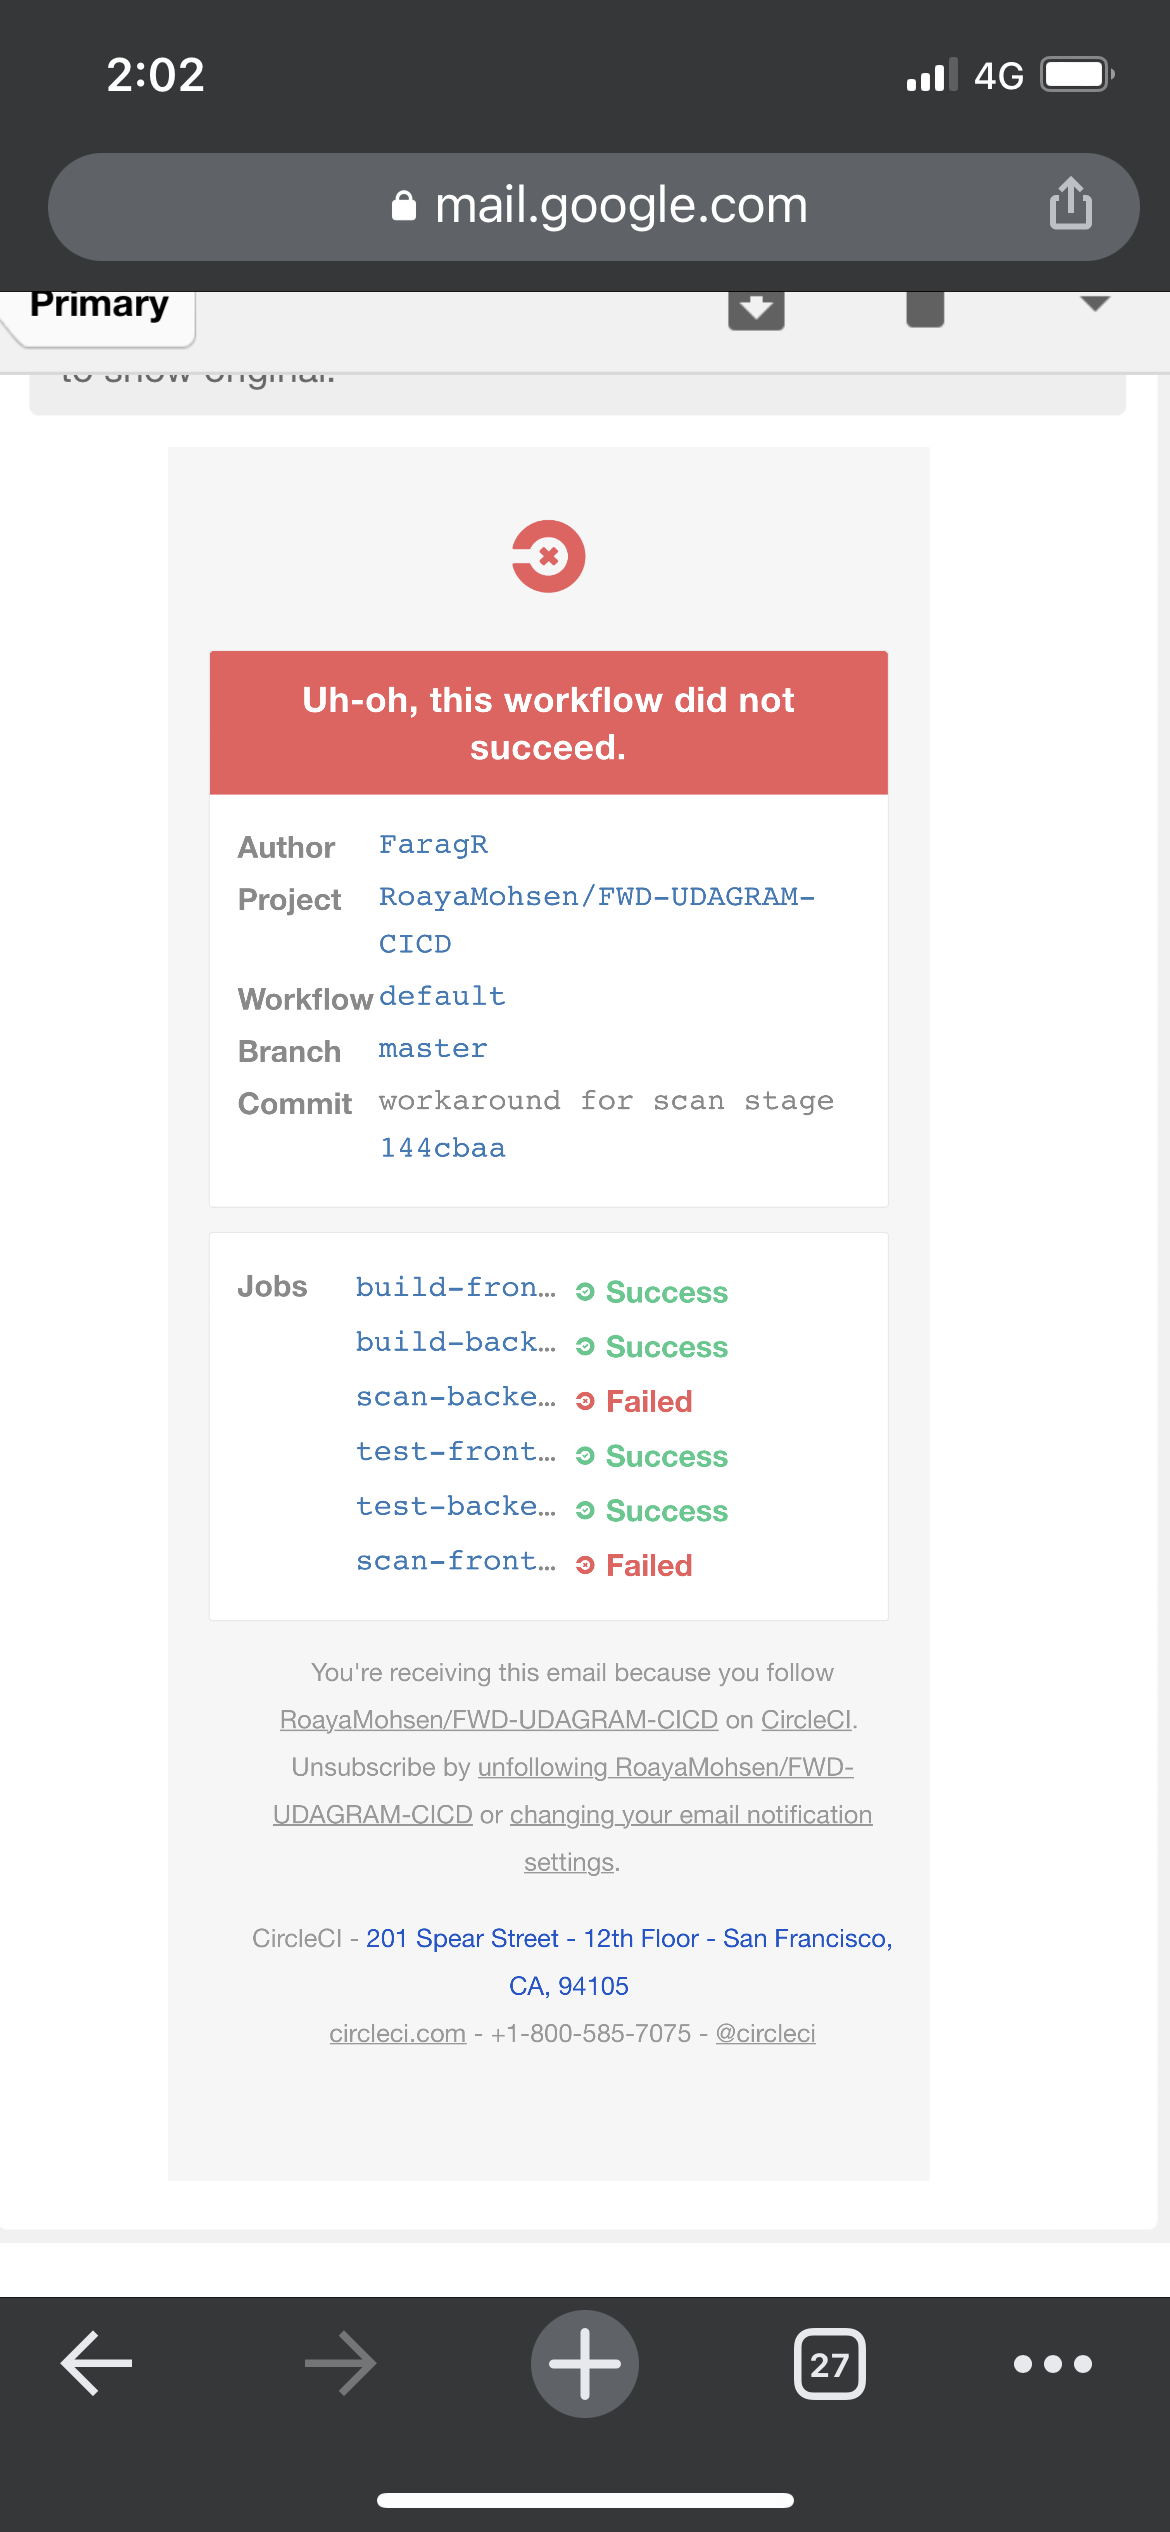 2:02
4G
mail.google.com
Primary
to show original.
Uh-oh, this workflow did not
succeed.
Author FaragR
Project RoayaMohsen/FWD-UDAGRAM-
CICD
Workflow default
Branch master
Commit workaround for scan stage
144cbaa
Jobs build-fron... Success
build-back... Success
scan-backe... Failed
test-front... Success
test-backe... Success
scan-front... Failed
You're receiving this email because you follow
RoayaMohsen/FWD-UDAGRAM-CICD on CircleCI.
Unsubscribe by unfollowing RoayaMohsen/FWD-
UDAGRAM-CICD or changing your email notification
settings.
CircleCI - 201 Spear Street - 12th Floor - San Francisco,
CA, 94105
circleci.com - +1-800-585-7075 - @circleci
27